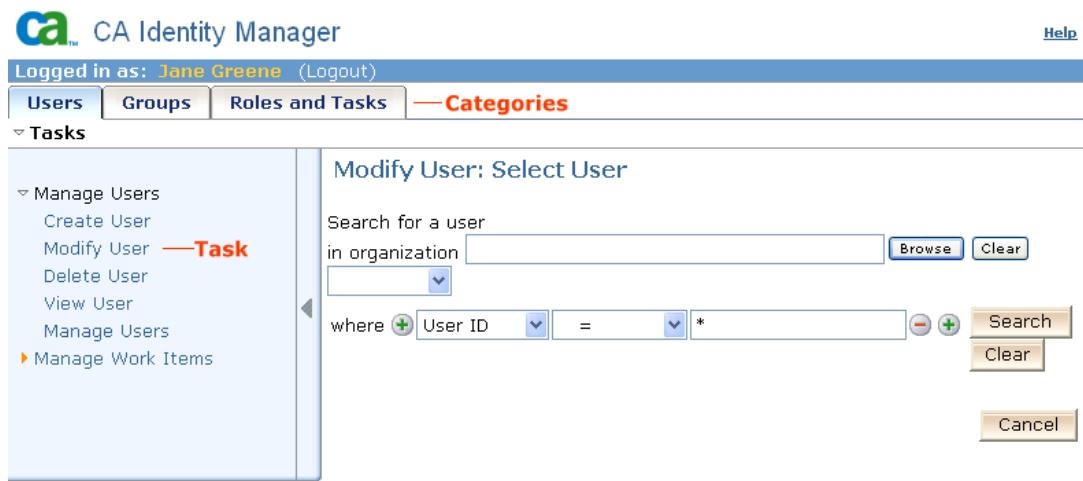 ca™ CA Identity Manager
Help
Logged in as: Jane Greene (Logout)
Users Groups Roles and Tasks Categories
Tasks
Modify User: Select User
Manage Users
Create User
Modify User Task
Delete User
View User
Manage Users
Manage Work Items
Search for a user
in organization Browse Clear
where User ID = * Search
Clear
Cancel